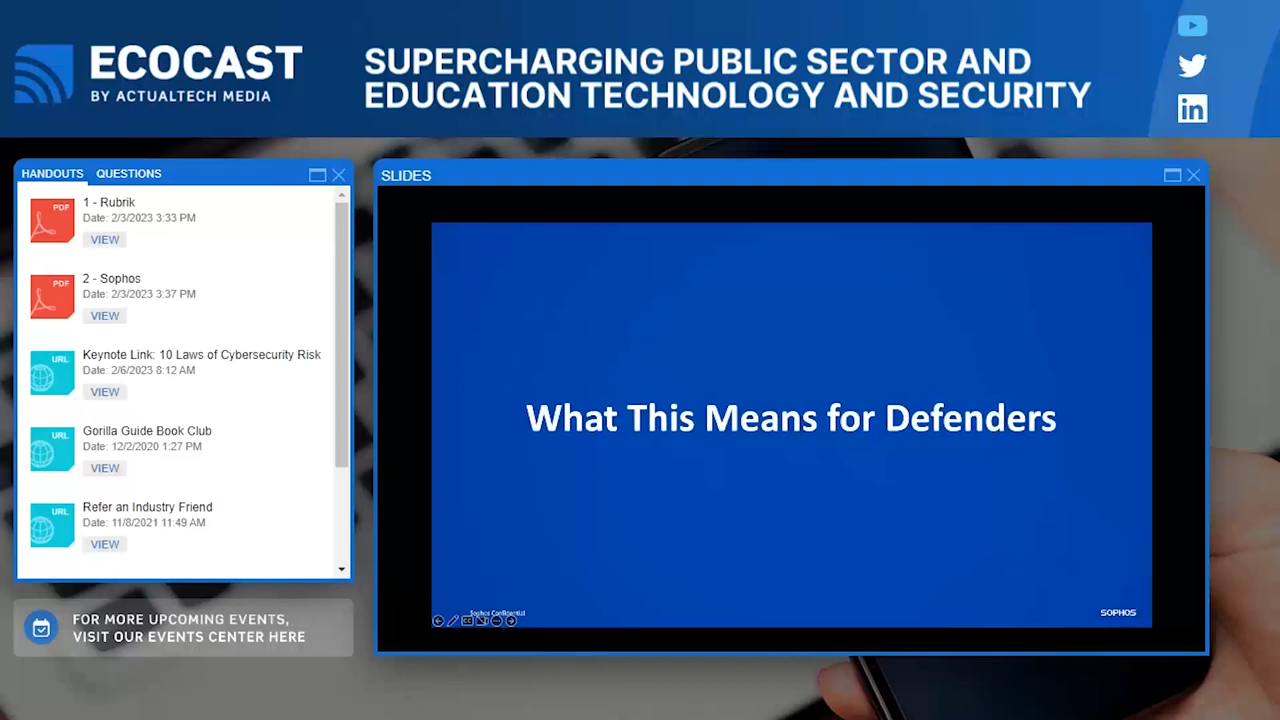 ECOCAST
BY ACTUALTECH MEDIA
SUPERCHARGING PUBLIC SECTOR AND
EDUCATION TECHNOLOGY AND SECURITY
in
HANDOUTS QUESTIONS
PDF
1 - Rubrik
Date: 2/3/2023 3:33 PM
VIEW
PDF
2 - Sophos
Date: 2/3/2023 3:37 PM
VIEW
URL
Keynote Link: 10 Laws of Cybersecurity Risk
Date: 2/6/2023 8:12 AM
VIEW
URL
Gorilla Guide Book Club
Date: 12/2/2020 1:27 PM
VIEW
URL
Refer an Industry Friend
Date: 11/8/2021 11:49 AM
VIEW
FOR MORE UPCOMING EVENTS,
VISIT OUR EVENTS CENTER HERE
SLIDES
What This Means for Defenders
Sophos Confidential
SOPHOS